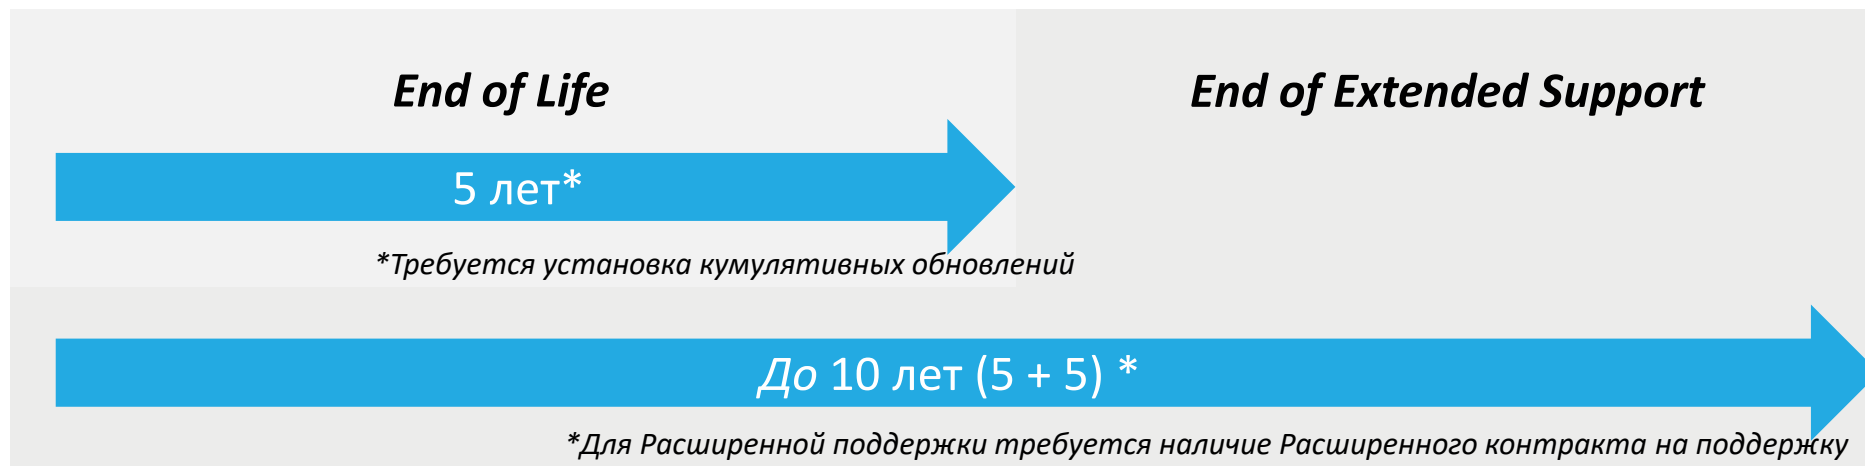 End of Life
End of Extended Support
5 лет*
*Требуется установка кумулятивных обновлений
До 10 лет (5 + 5) *
*Для Расширенной поддержки требуется наличие Расширенного контракта на поддержку